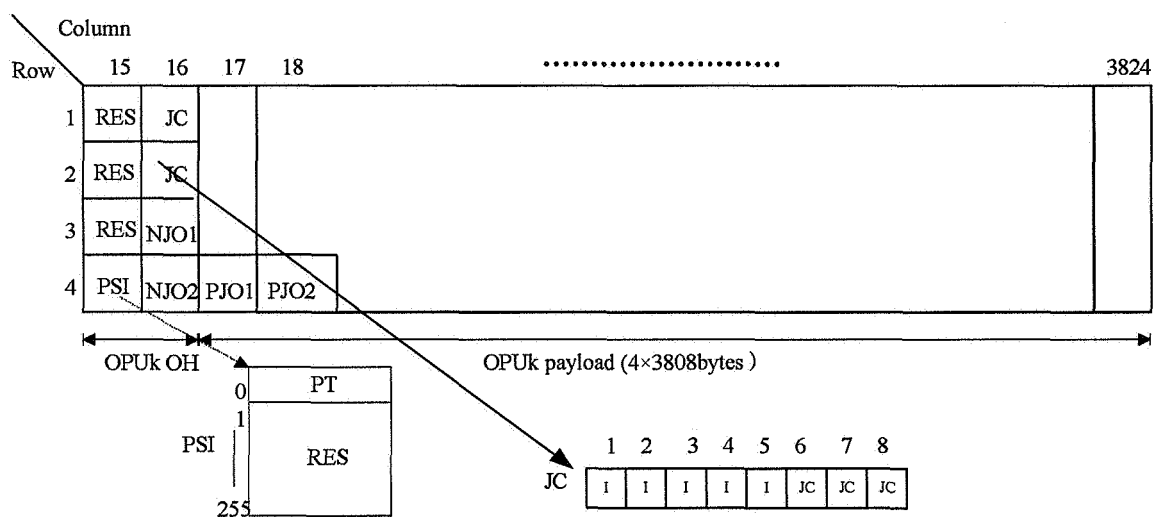 Column
Row 15 16 17 18 3824
1 RES JC
2 RES JC
3 RES NJO1
4 PSI NJO2 PJO1 PJO2
OPUk OH OPUk payload (4×3808bytes)
0 PT
1
PSI RES
255
1 2 3 4 5 6 7 8
JC I I I I I JC JC JC